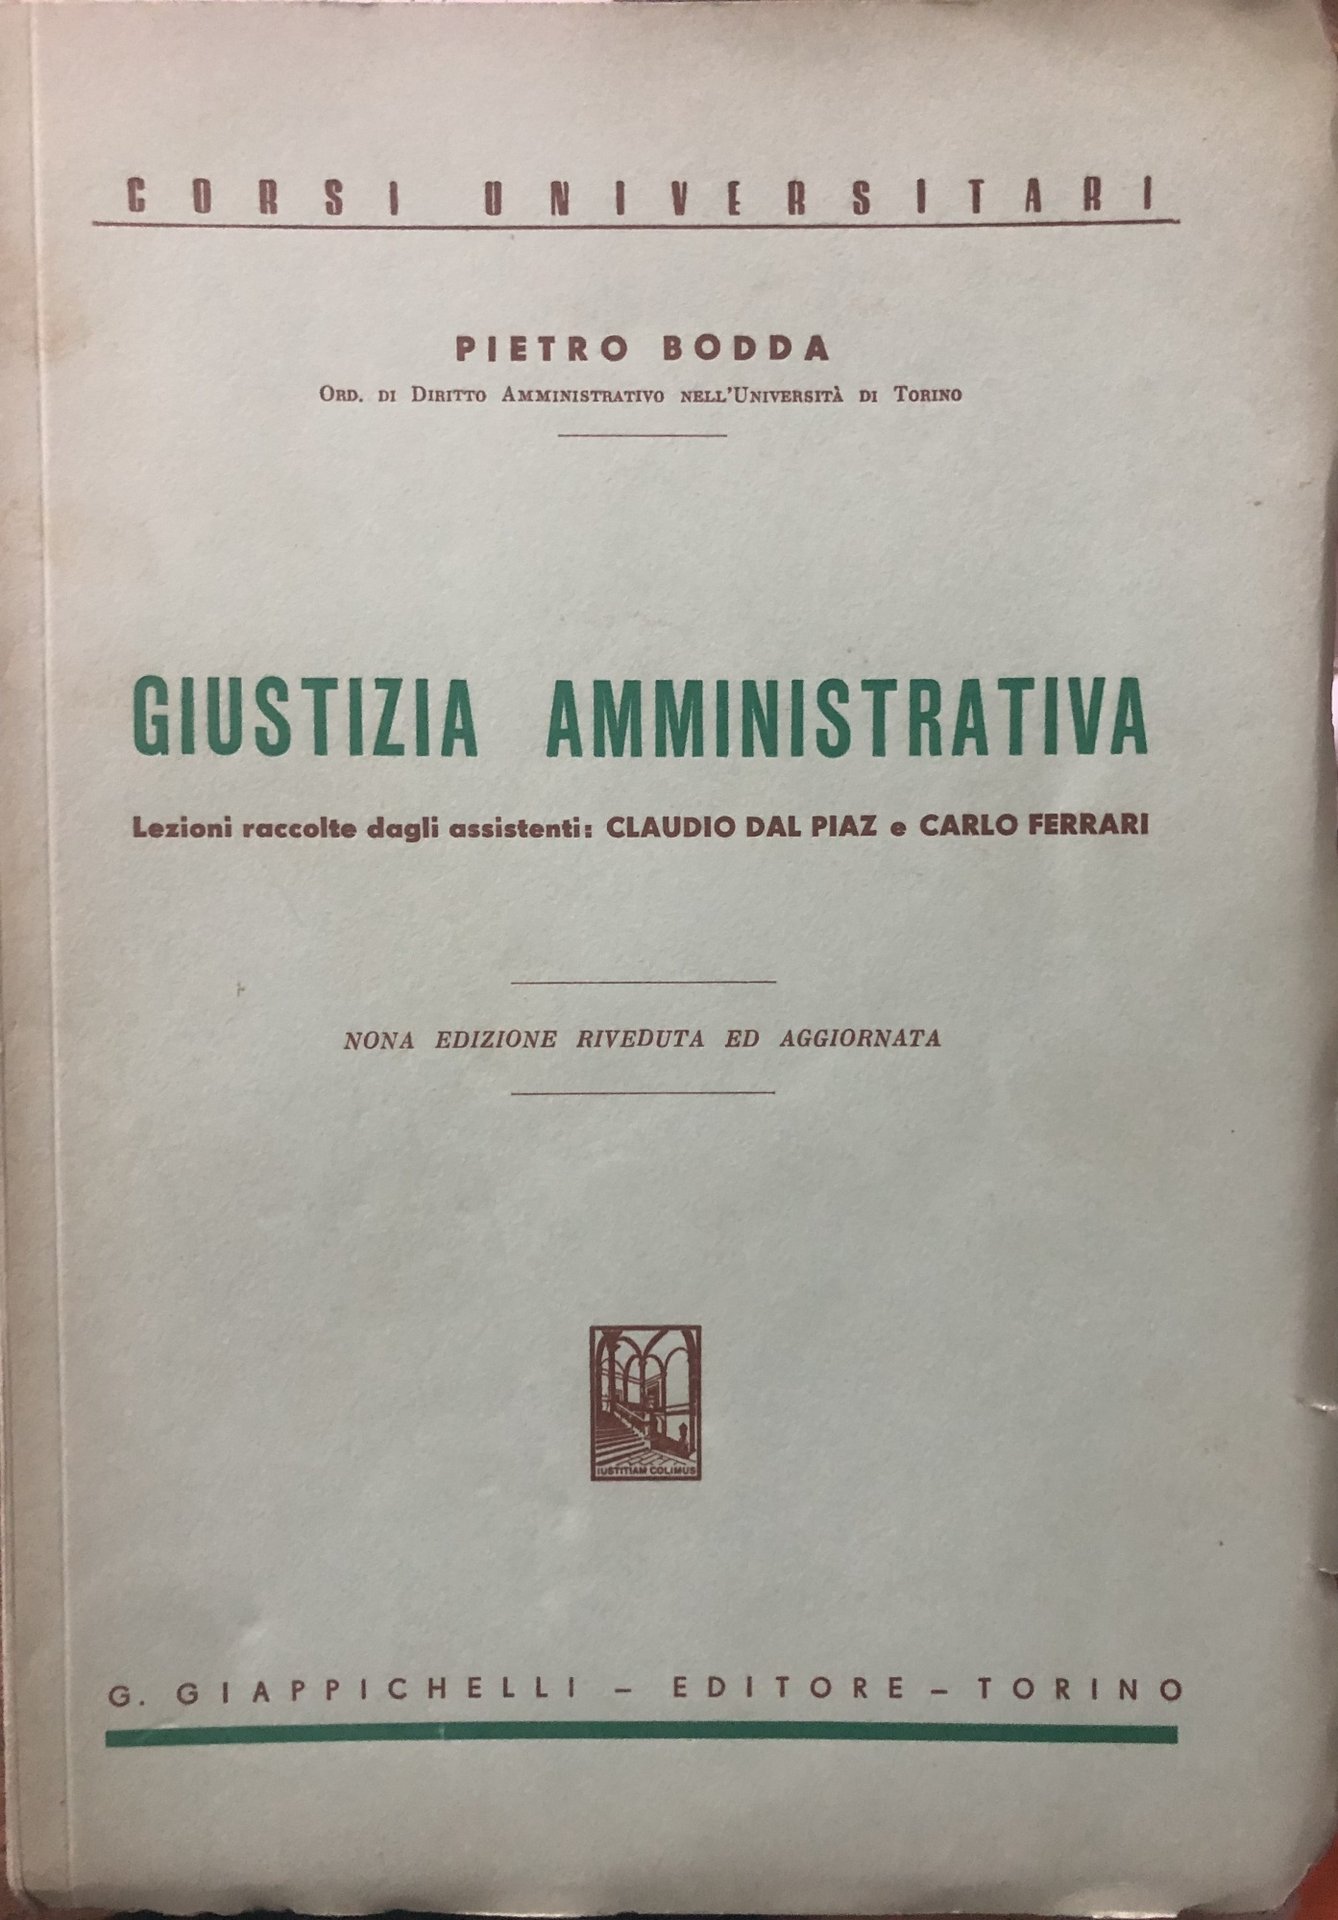 CORSI UNIVERSITARI
PIETRO BODDA
ORD. DI DIRITTO AMMINISTRATIVO NELL'UNIVERSITÀ DI TORINO
GIUSTIZIA AMMINISTRATIVA
Lezioni raccolte dagli assistenti: CLAUDIO DAL PIAZ e CARLO FERRARI
NONA EDIZIONE RIVEDUTA ED AGGIORNATA
IUSTITIAM COLIMUS
G. GIAPPICHELLI - EDITORE - TORINO